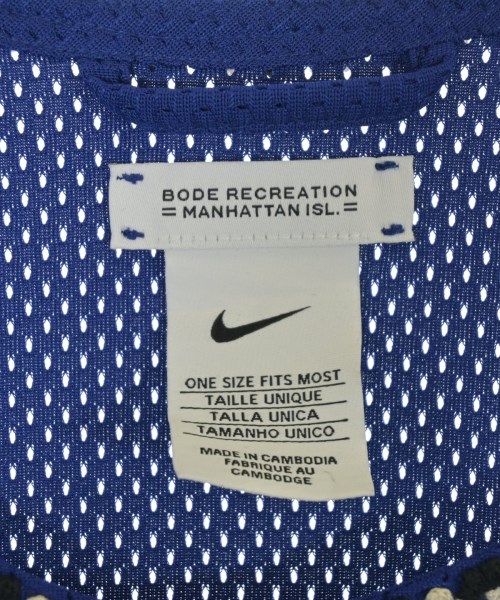 BODE RECREATION
= MANHATTAN ISL. =
ONE SIZE FITS MOST
TAILLE UNIQUE
TALLA UNICA
TAMANHO UNICO
MADE IN CAMBODIA
FABRIQUE AU
CAMBODGE